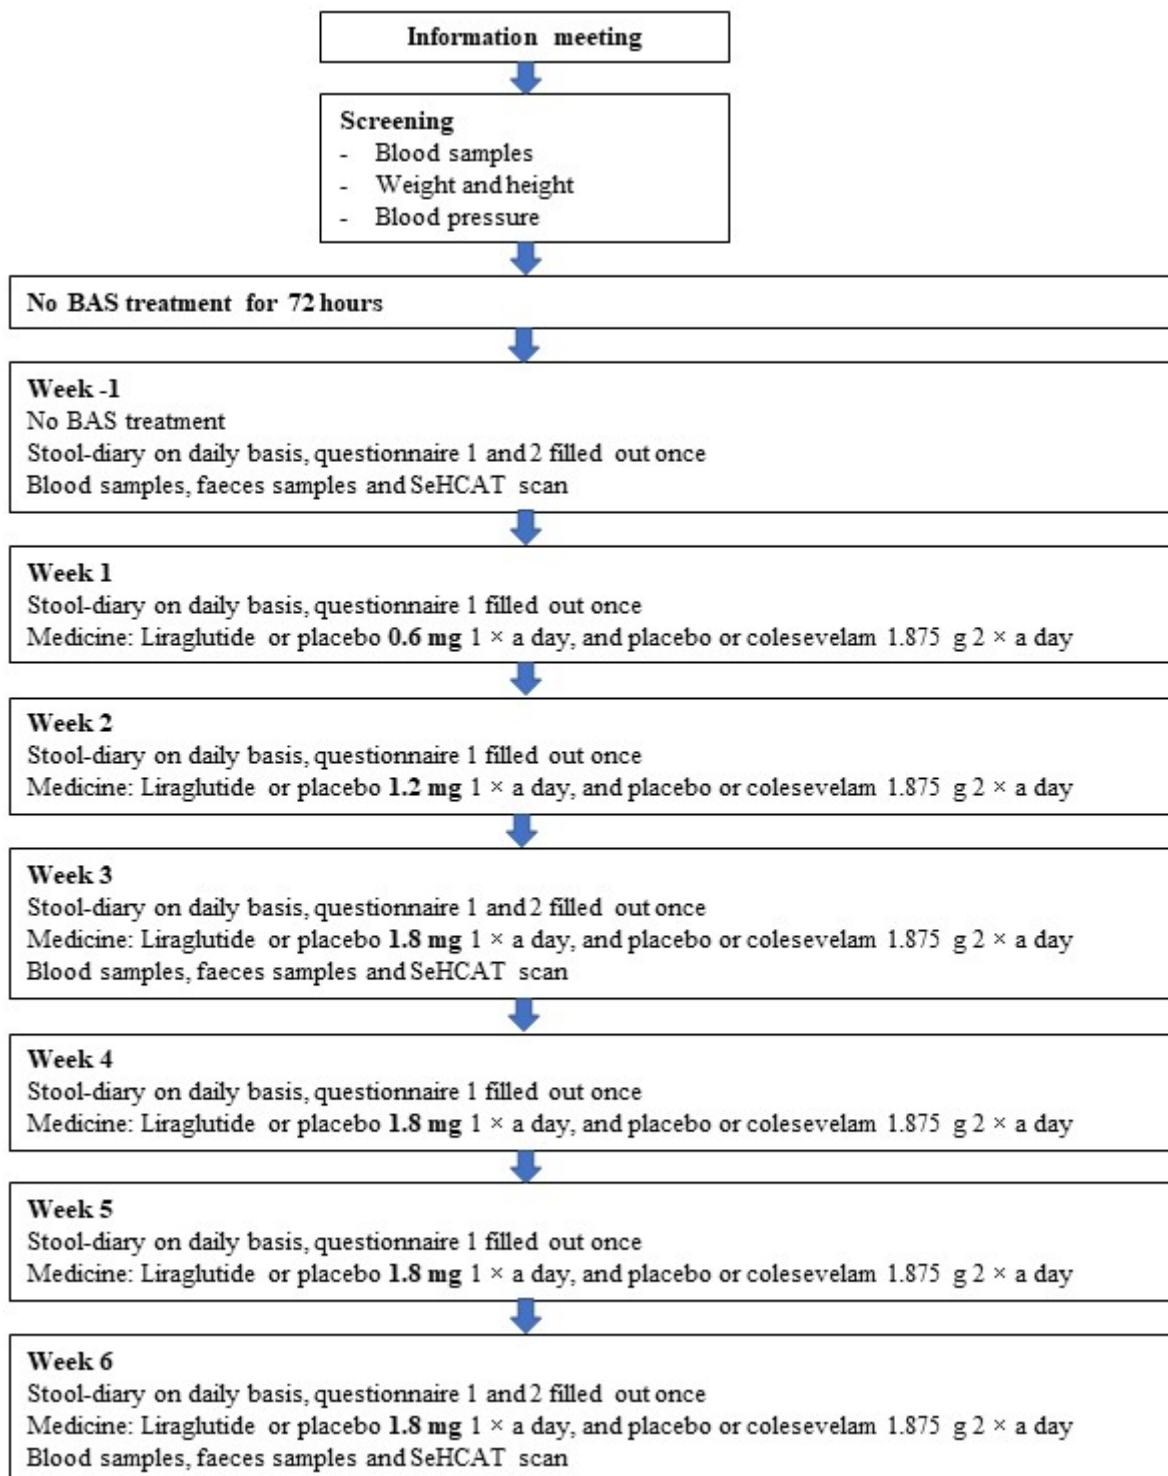 Information meeting
Screening
- Blood samples
- Weight and height
- Blood pressure
No BAS treatment for 72 hours
Week -1
No BAS treatment
Stool-diary on daily basis, questionnaire 1 and 2 filled out once
Blood samples, faeces samples and SeHCAT scan
Week 1
Stool-diary on daily basis, questionnaire 1 filled out once
Medicine: Liraglutide or placebo 0.6 mg 1 × a day, and placebo or colesevelam 1.875 g 2 × a day
Week 2
Stool-diary on daily basis, questionnaire 1 filled out once
Medicine: Liraglutide or placebo 1.2 mg 1 × a day, and placebo or colesevelam 1.875 g 2 × a day
Week 3
Stool-diary on daily basis, questionnaire 1 and 2 filled out once
Medicine: Liraglutide or placebo 1.8 mg 1 × a day, and placebo or colesevelam 1.875 g 2 × a day
Blood samples, faeces samples and SeHCAT scan
Week 4
Stool-diary on daily basis, questionnaire 1 filled out once
Medicine: Liraglutide or placebo 1.8 mg 1 × a day, and placebo or colesevelam 1.875 g 2 × a day
Week 5
Stool-diary on daily basis, questionnaire 1 filled out once
Medicine: Liraglutide or placebo 1.8 mg 1 × a day, and placebo or colesevelam 1.875 g 2 × a day
Week 6
Stool-diary on daily basis, questionnaire 1 and 2 filled out once
Medicine: Liraglutide or placebo 1.8 mg 1 × a day, and placebo or colesevelam 1.875 g 2 × a day
Blood samples, faeces samples and SeHCAT scan